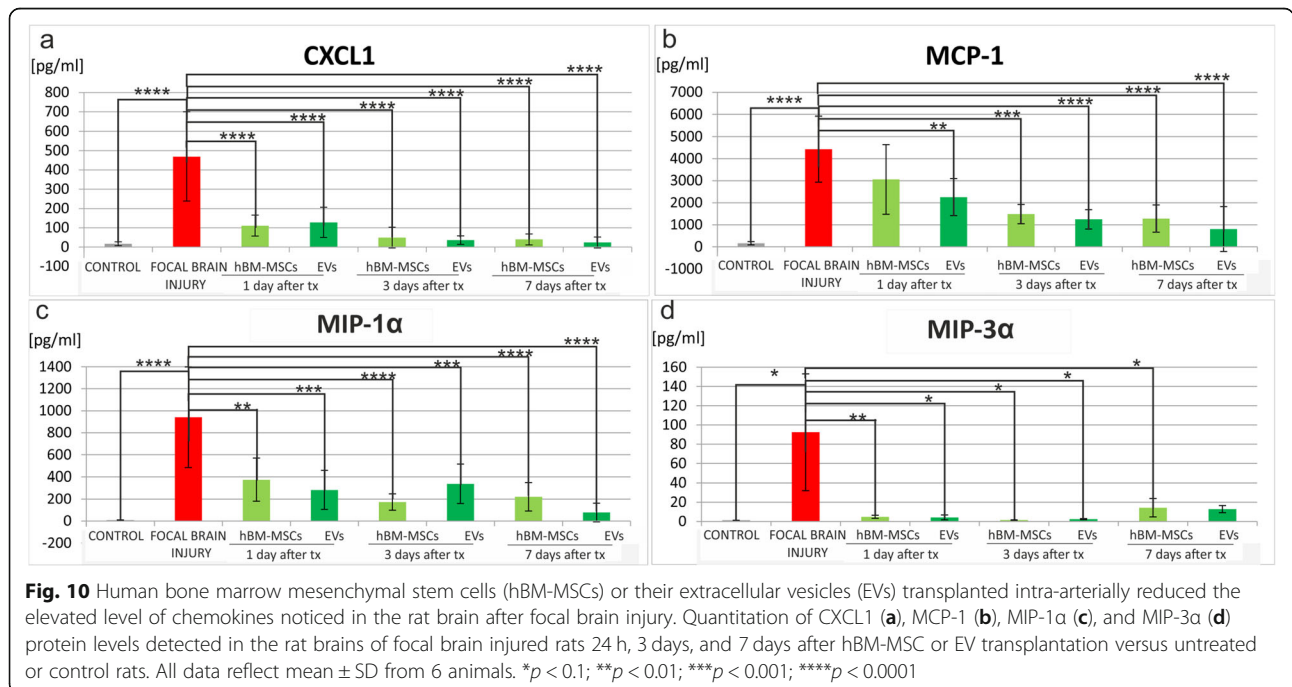 a
CXCL1
[pg/ml]
800
700
600
500
400
300
200
100
0
-100
****
****
****
****
****
****
****
CONTROL FOCAL BRAIN INJURY hBM-MSCs EVs hBM-MSCs EVs hBM-MSCs EVs
1 day after tx 3 days after tx 7 days after tx
b
MCP-1
[pg/ml]
7000
6000
5000
4000
3000
2000
1000
0
-1000
****
****
****
****
***
**
CONTROL FOCAL BRAIN INJURY hBM-MSCs EVs hBM-MSCs EVs hBM-MSCs EVs
1 day after tx 3 days after tx 7 days after tx
c
MIP-1α
[pg/ml]
1400
1200
1000
800
600
400
200
0
-200
****
****
****
***
****
***
**
CONTROL FOCAL BRAIN INJURY hBM-MSCs EVs hBM-MSCs EVs hBM-MSCs EVs
1 day after tx 3 days after tx 7 days after tx
d
MIP-3α
[pg/ml]
160
140
120
100
80
60
40
20
0
*
*
*
*
*
**
CONTROL FOCAL BRAIN INJURY hBM-MSCs EVs hBM-MSCs EVs hBM-MSCs EVs
1 day after tx 3 days after tx 7 days after tx
Fig. 10 Human bone marrow mesenchymal stem cells (hBM-MSCs) or their extracellular vesicles (EVs) transplanted intra-arterially reduced the
elevated level of chemokines noticed in the rat brain after focal brain injury. Quantitation of CXCL1 (a), MCP-1 (b), MIP-1α (c), and MIP-3α (d)
protein levels detected in the rat brains of focal brain injured rats 24 h, 3 days, and 7 days after hBM-MSC or EV transplantation versus untreated
or control rats. All data reflect mean ± SD from 6 animals. *p < 0.1; **p < 0.01; ***p < 0.001; ****p < 0.0001